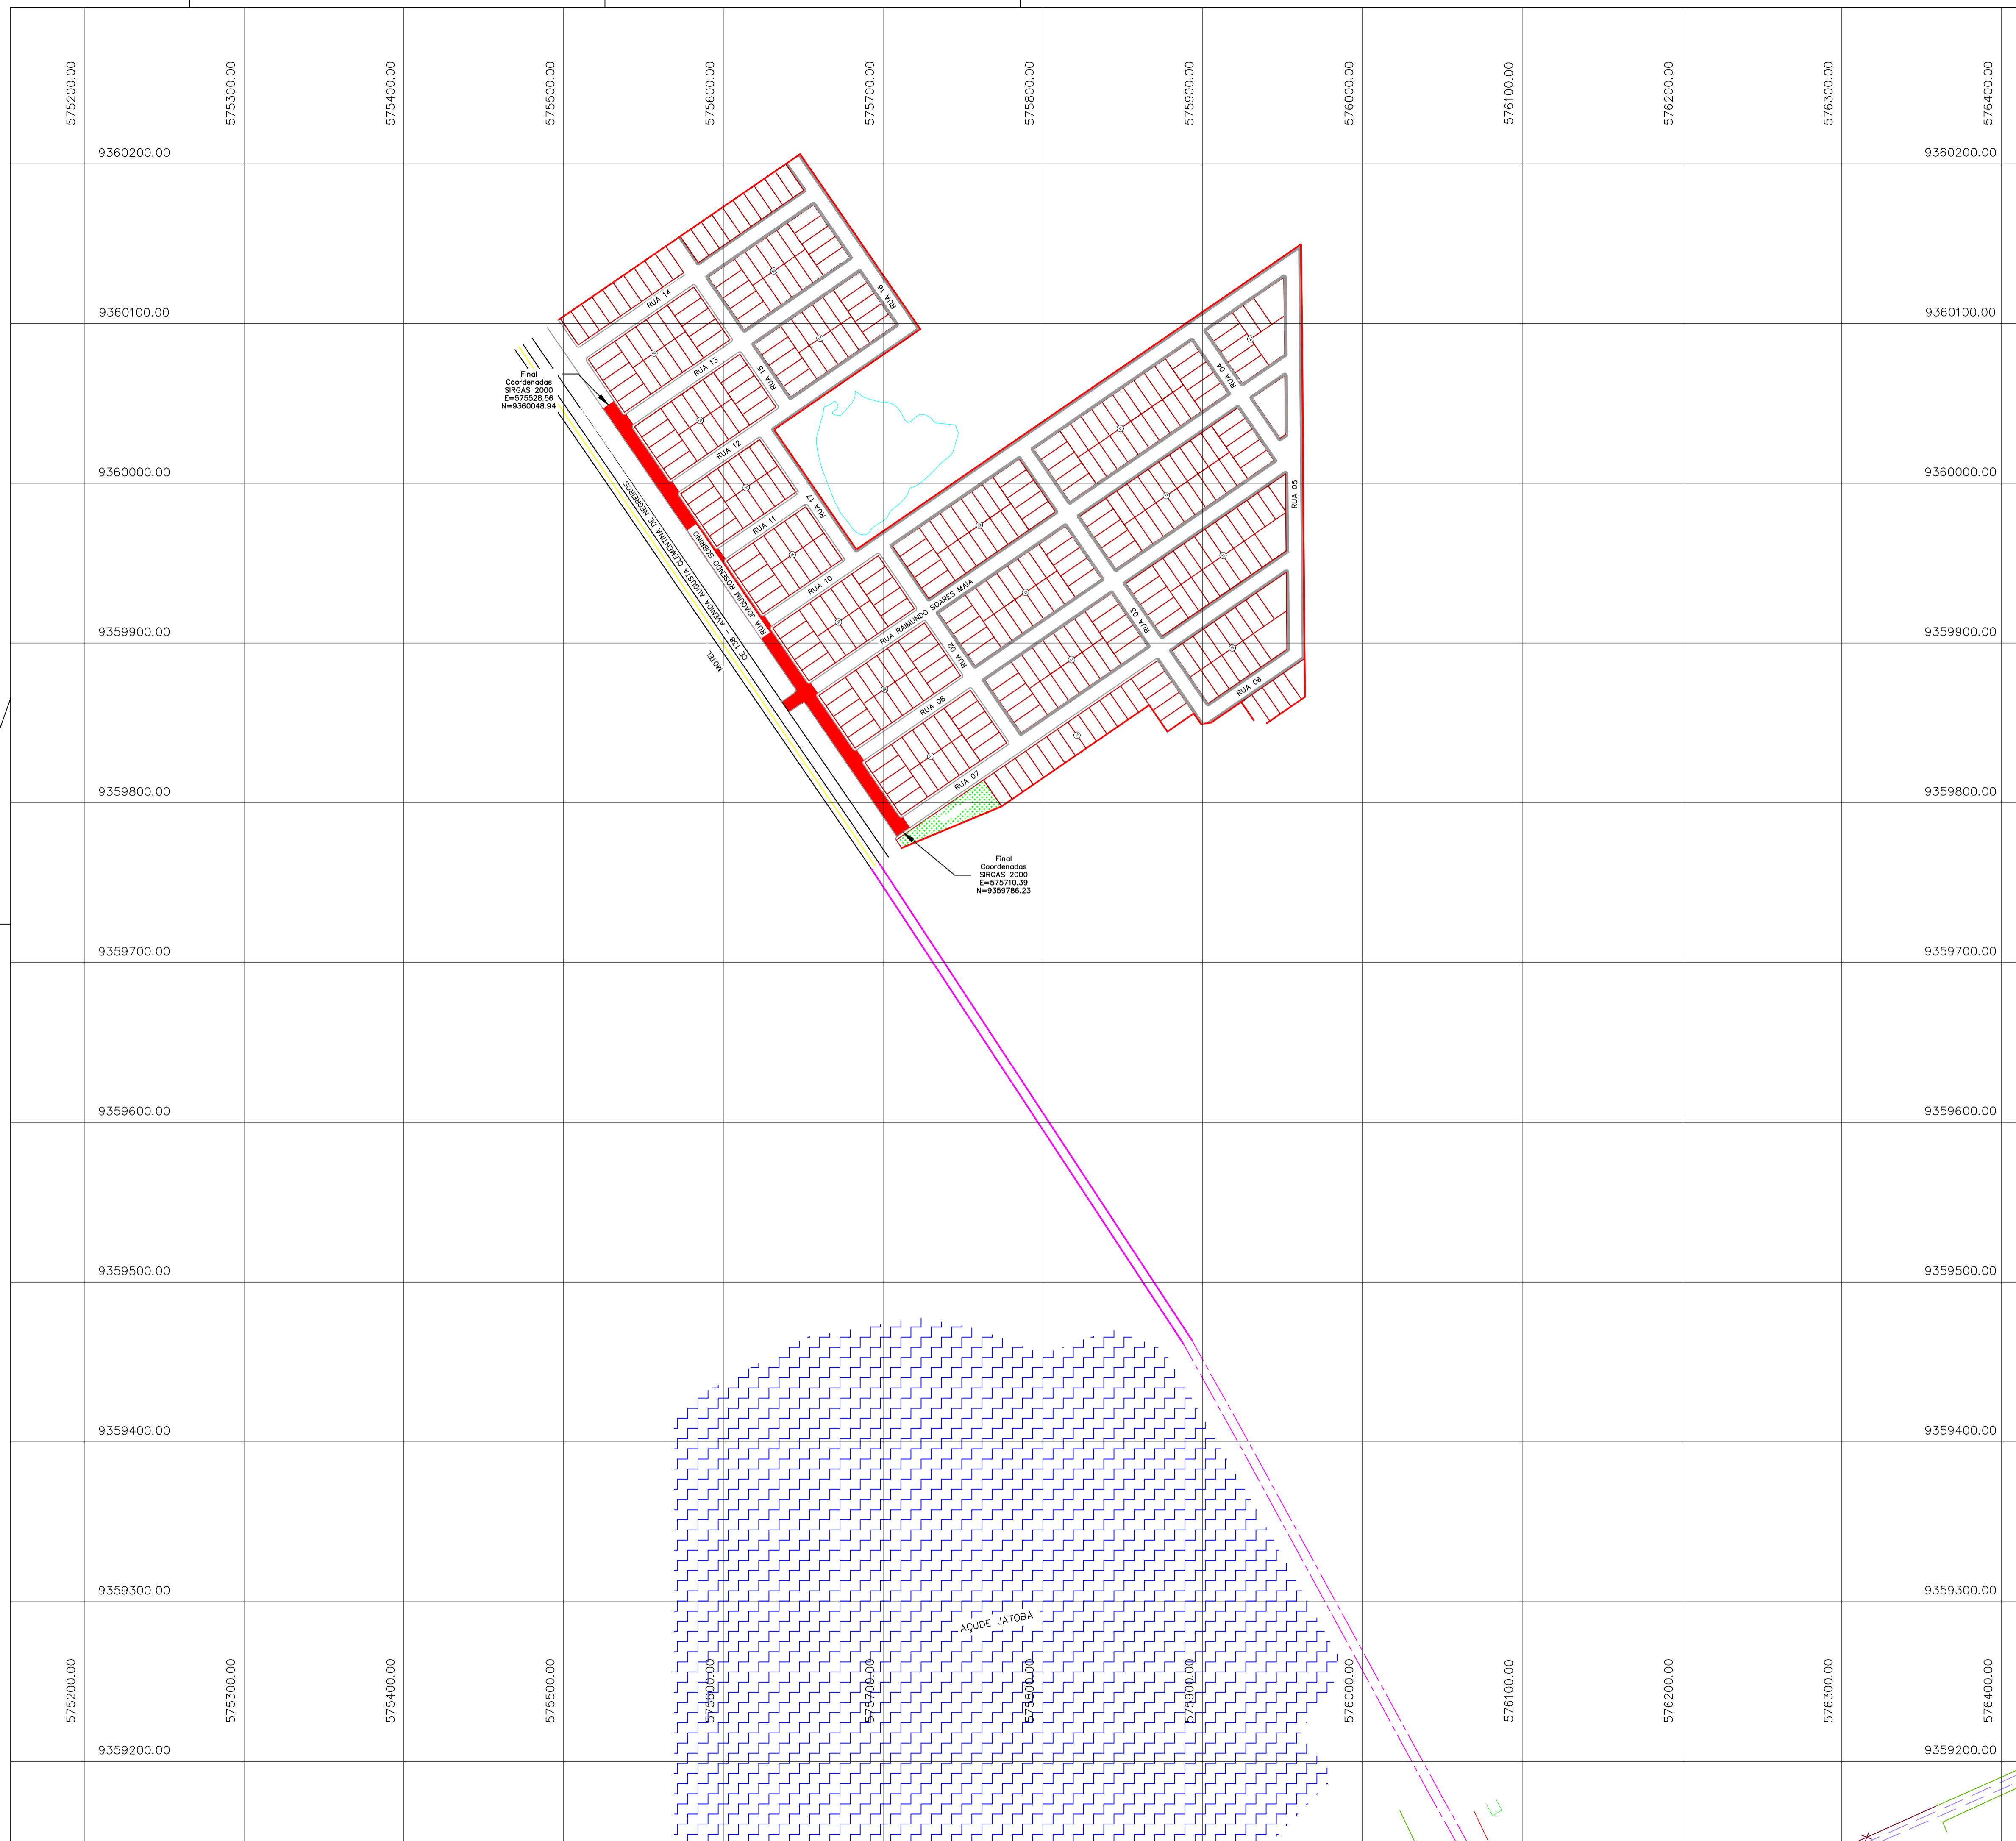 575200.00
575300.00
575400.00
575500.00
575600.00
575700.00
575800.00
575900.00
576000.00
576100.00
576200.00
576300.00
576400.00
9360200.00
9360200.00
9360100.00
9360100.00
RUA 14
RUA 16
RUA 13
RUA 15
RUA 04
Final
Coordenadas
SIRGAS 2000
E=575528.56
N=9360048.94
RUA 12
9360000.00
9360000.00
RUA 05
RUA 17
RUA 11
CE 138 - AVENIDA AUGUSTA CLEMENTINA DE NEGREIROS
RUA JOAQUIM ROSENDO SOBRINO
RUA 10
RUA RAIMUNDO SOARES MAIA
RUA 03
RUA 02
9359900.00
9359900.00
MOTEL
RUA 06
RUA 08
RUA 07
9359800.00
9359800.00
Final
Coordenadas
SIRGAS 2000
E=575710.39
N=9359786.23
9359700.00
9359700.00
9359600.00
9359600.00
9359500.00
9359500.00
9359400.00
9359400.00
9359300.00
9359300.00
AÇUDE JATOBÁ
575200.00
575300.00
575400.00
575500.00
575600.00
575700.00
575800.00
575900.00
576000.00
576100.00
576200.00
576300.00
576400.00
9359200.00
9359200.00